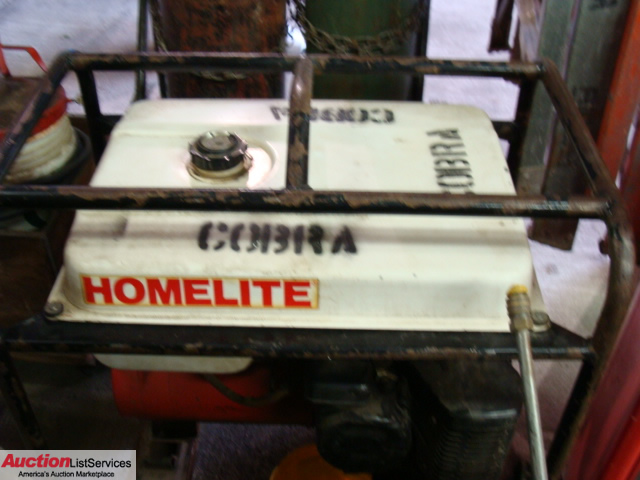 COBRA
COBRA
COBRA
HOMELITE
AuctionListServices
America's Auction Marketplace